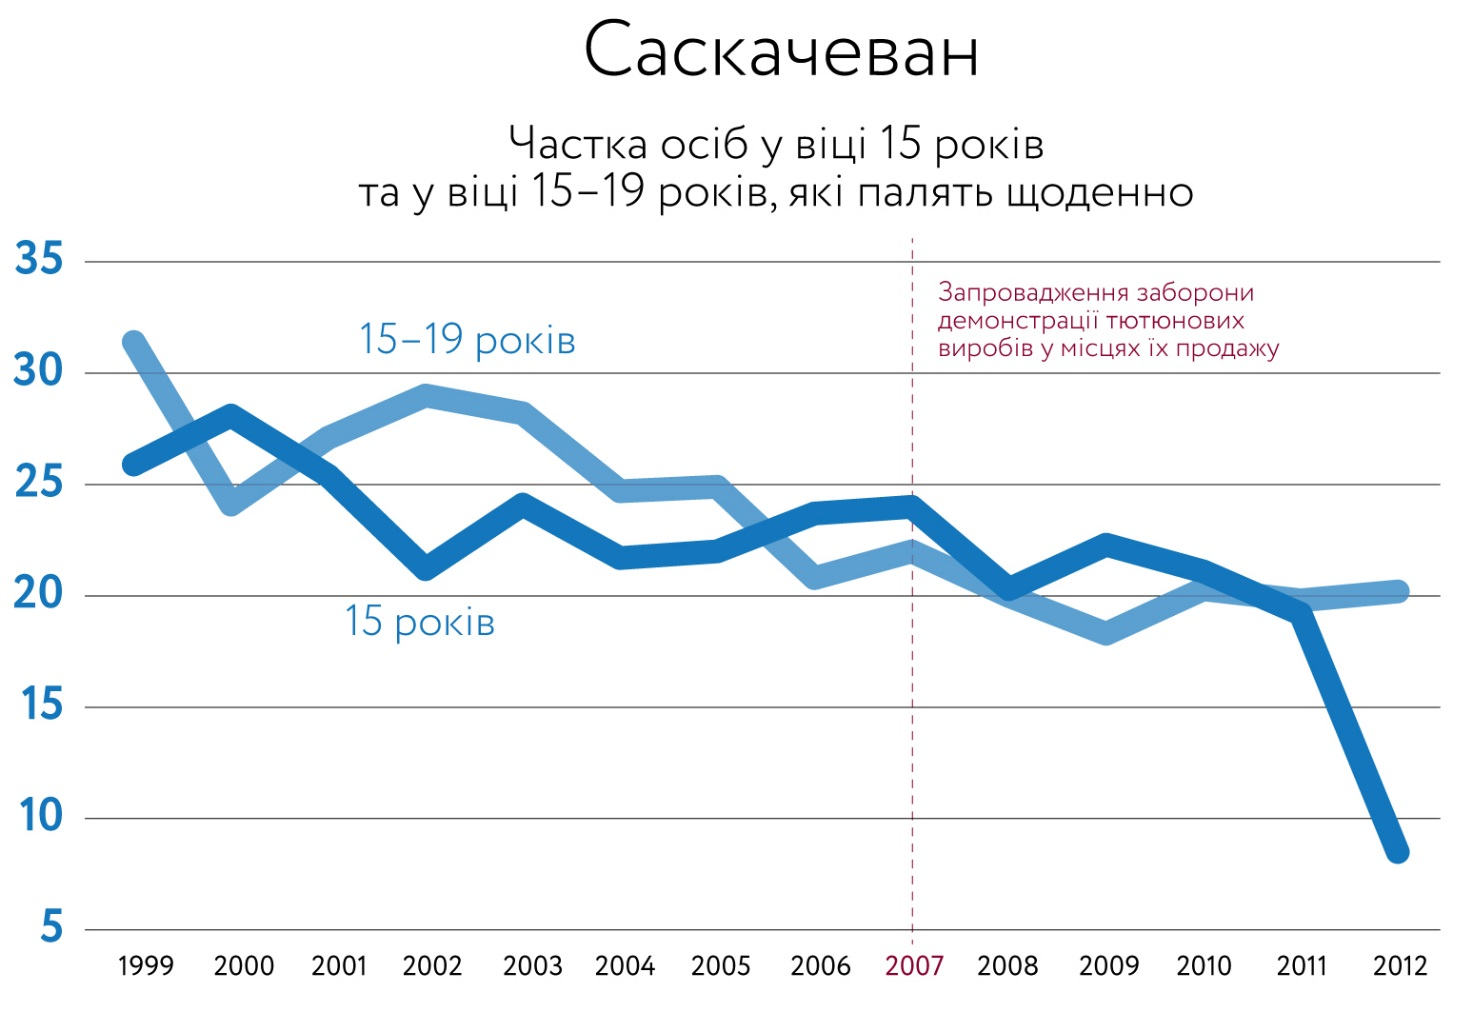 Саскачеван
Частка осіб у віці 15 років
та у віці 15–19 років, які палять щоденно
35
30
25
20
15
10
5
Запровадження заборони
демонстрації тютюнових
виробів у місцях їх продажу
15–19 років
15 років
1999 2000 2001 2002 2003 2004 2005 2006 2007 2008 2009 2010 2011 2012